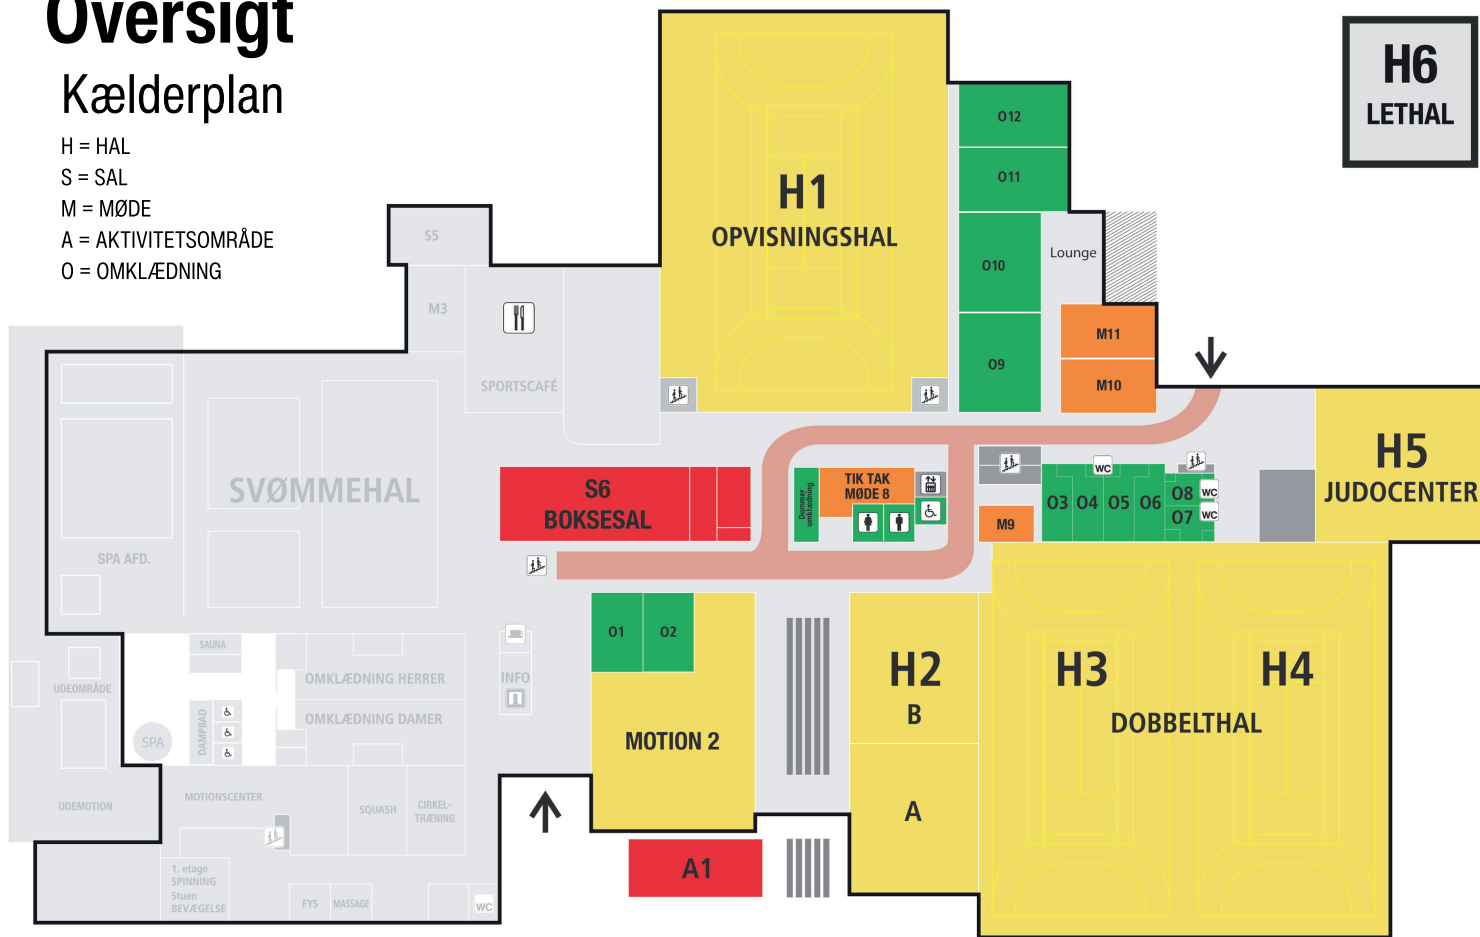 Oversigt
Kælderplan
H = HAL
S = SAL
M = MØDE
A = AKTIVITETSOMRÅDE
O = OMKLÆDNING
H6
LETHAL
H1
OPVISNINGSHAL
O12
O11
O10
O9
Lounge
M11
M10
S5
M3
SPORTSCAFÉ
SVØMMEHAL
SPA AFD.
S6
BOKSESAL
Dommer
omklædning
TIK TAK
MØDE 8
M9
WC
O3
O4
O5
O6
O8
WC
O7
WC
H5
JUDOCENTER
O1
O2
MOTION 2
H2
B
A
H3
H4
DOBBELTHAL
A1
SAUNA
UDEOMRÅDE
OMKLÆDNING HERRER
OMKLÆDNING DAMER
DAMPBAD
SPA
INFO
UDEMOTION
MOTIONSCENTER
SQUASH
CIRKEL-
TRÆNING
1. etage
SPINNING
Stuen
BEVÆGELSE
FYS
MASSAGE
WC